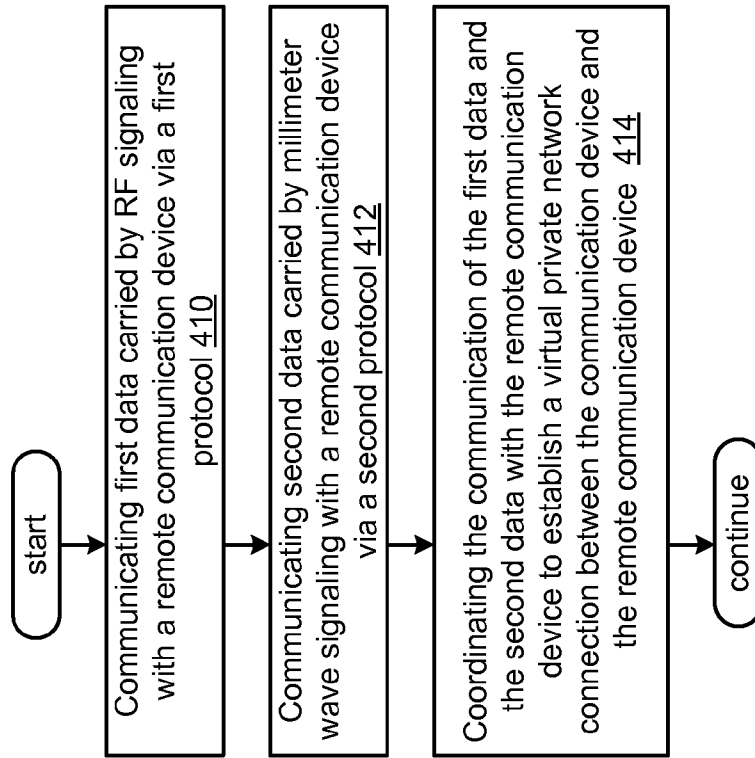 start
Communicating first data carried by RF signaling
with a remote communication device via a first
protocol 410
Communicating second data carried by millimeter
wave signaling with a remote communication device
via a second protocol 412
Coordinating the communication of the first data and
the second data with the remote communication
device to establish a virtual private network
connection between the communication device and
the remote communication device 414
continue